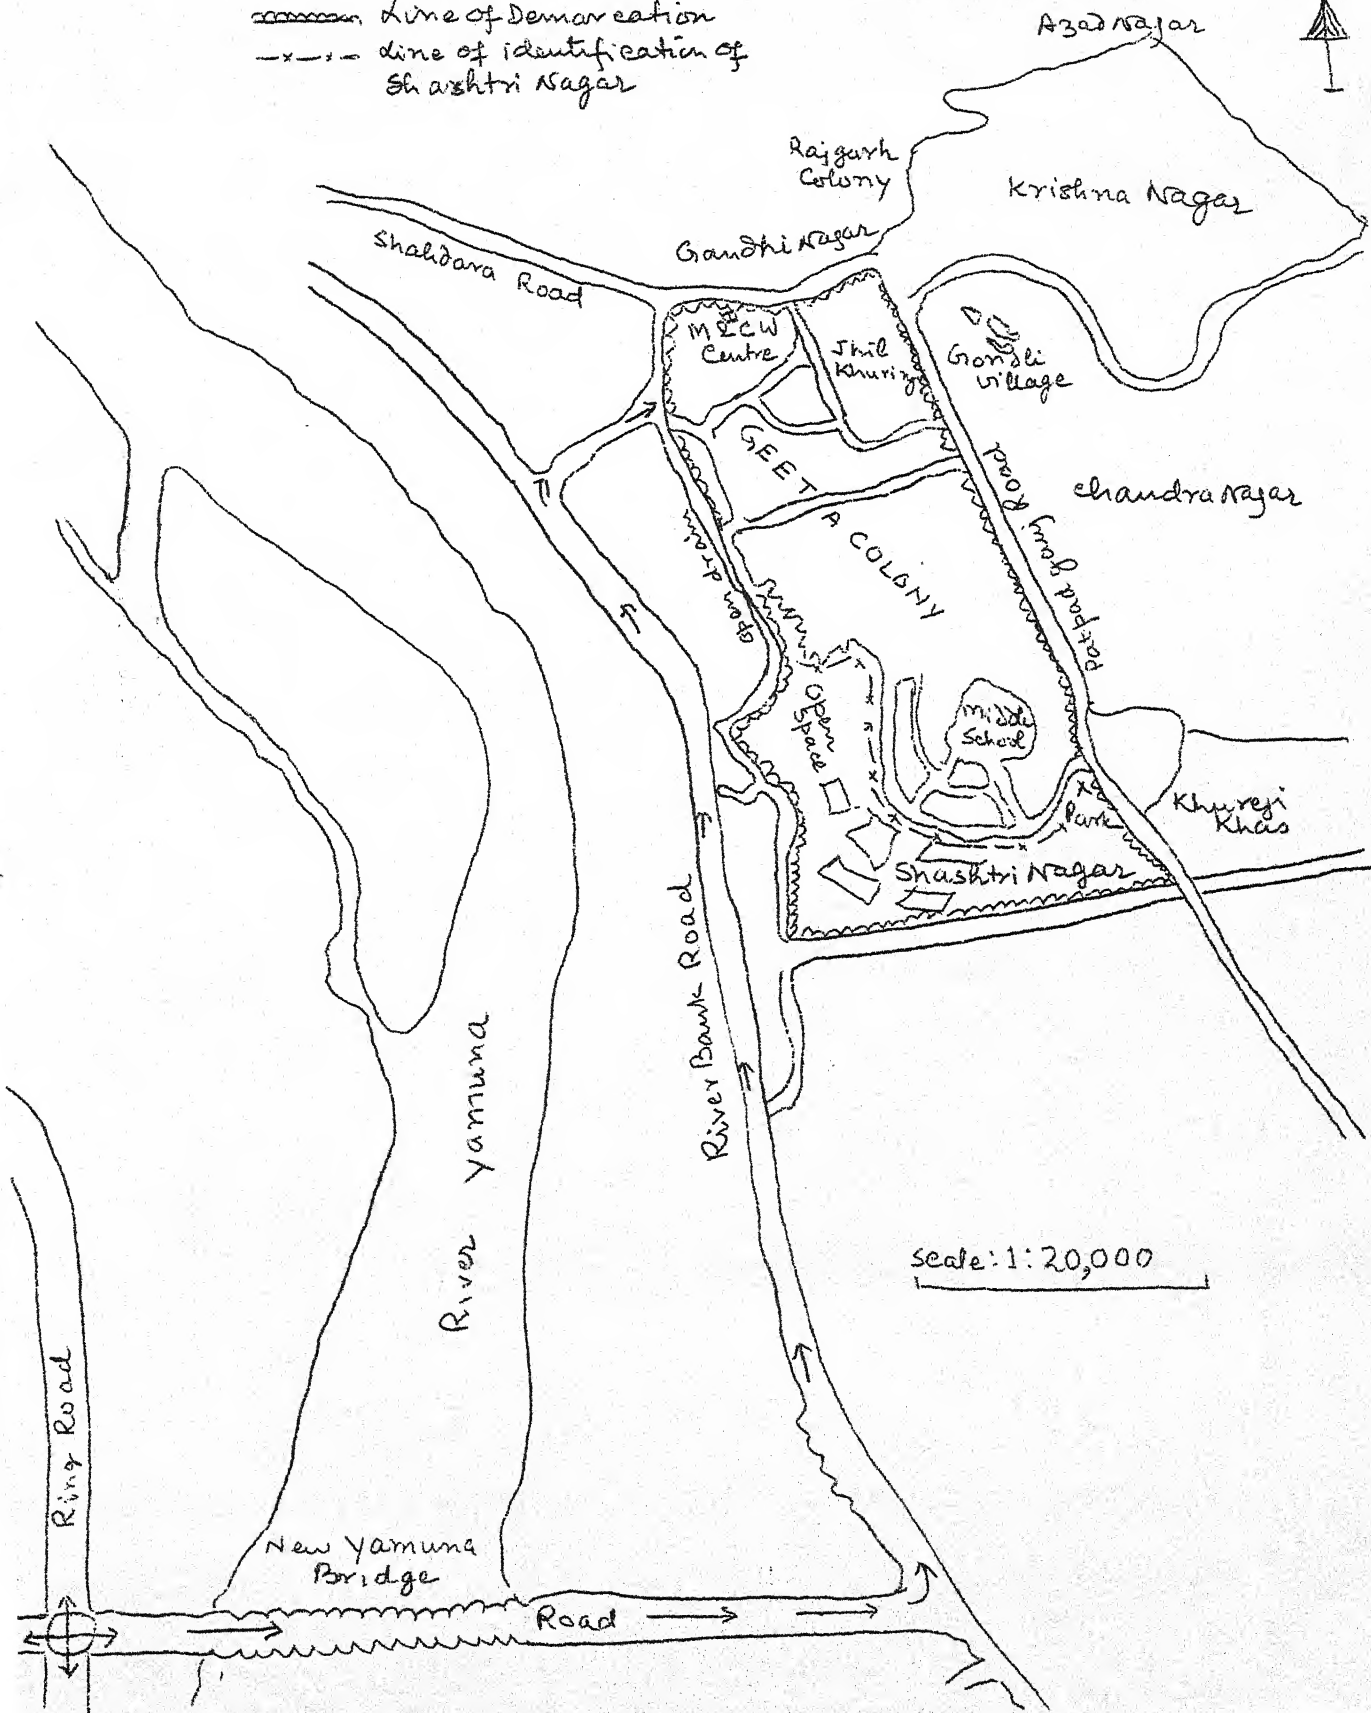 Line of Demarcation
-x-x- Line of identification of
Shashtri Nagar
Azad Nagar
Rajgarh
Colony
Krishna Nagar
Gandhi Nagar
Shahdara Road
M&CW
Centre
Jhil
Khuring
Gondli
village
GEETA COLONY
Patpad ganj Road
Chandra Nagar
open drain
Open
Space
Middle
School
Park
Khureji
Khas
Shashtri Nagar
River Bank Road
River Yamuna
Scale: 1:20,000
Ring Road
New Yamuna
Bridge
Road